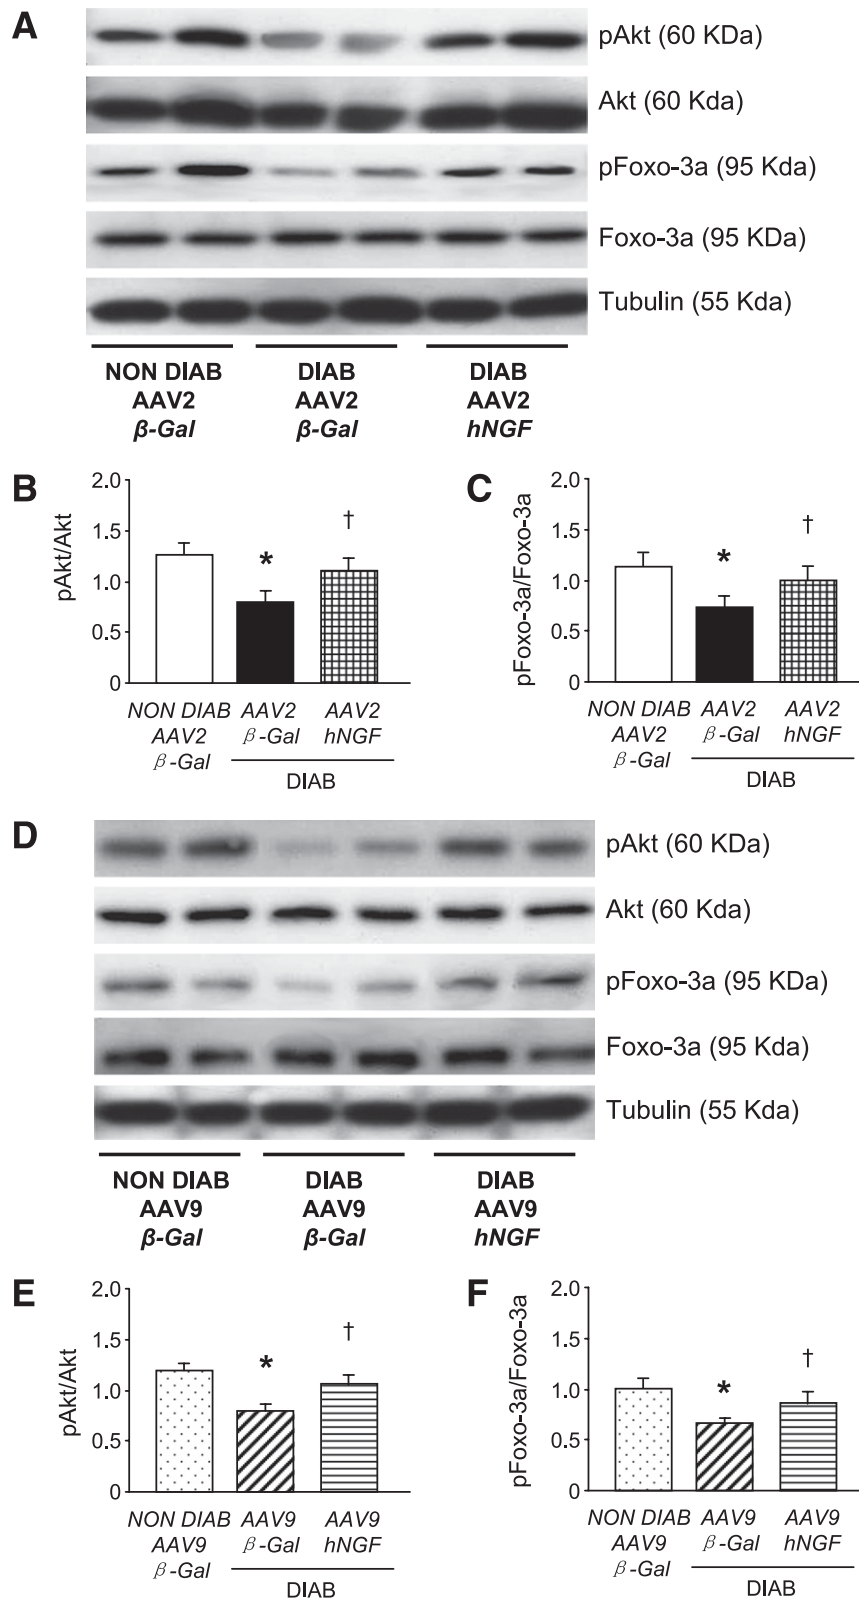 A
pAkt (60 KDa)
Akt (60 Kda)
pFoxo-3a (95 Kda)
Foxo-3a (95 KDa)
Tubulin (55 Kda)
NON DIAB DIAB DIAB
AAV2 AAV2 AAV2
β-Gal β-Gal hNGF
B
pAkt/Akt
2.0
1.5
1.0
0.5
0
* †
NON DIAB AAV2 AAV2
AAV2 β-Gal hNGF
β-Gal
DIAB
C
pFoxo-3a/Foxo-3a
2.0
1.5
1.0
0.5
0
* †
NON DIAB AAV2 AAV2
AAV2 β-Gal hNGF
β-Gal
DIAB
D
pAkt (60 KDa)
Akt (60 Kda)
pFoxo-3a (95 KDa)
Foxo-3a (95 Kda)
Tubulin (55 Kda)
NON DIAB DIAB DIAB
AAV9 AAV9 AAV9
β-Gal β-Gal hNGF
E
pAkt/Akt
2.0
1.5
1.0
0.5
0
* †
NON DIAB AAV9 AAV9
AAV9 β-Gal hNGF
β-Gal
DIAB
F
pFoxo-3a/Foxo-3a
2.0
1.5
1.0
0.5
0
* †
NON DIAB AAV9 AAV9
AAV9 β-Gal hNGF
β-Gal
DIAB